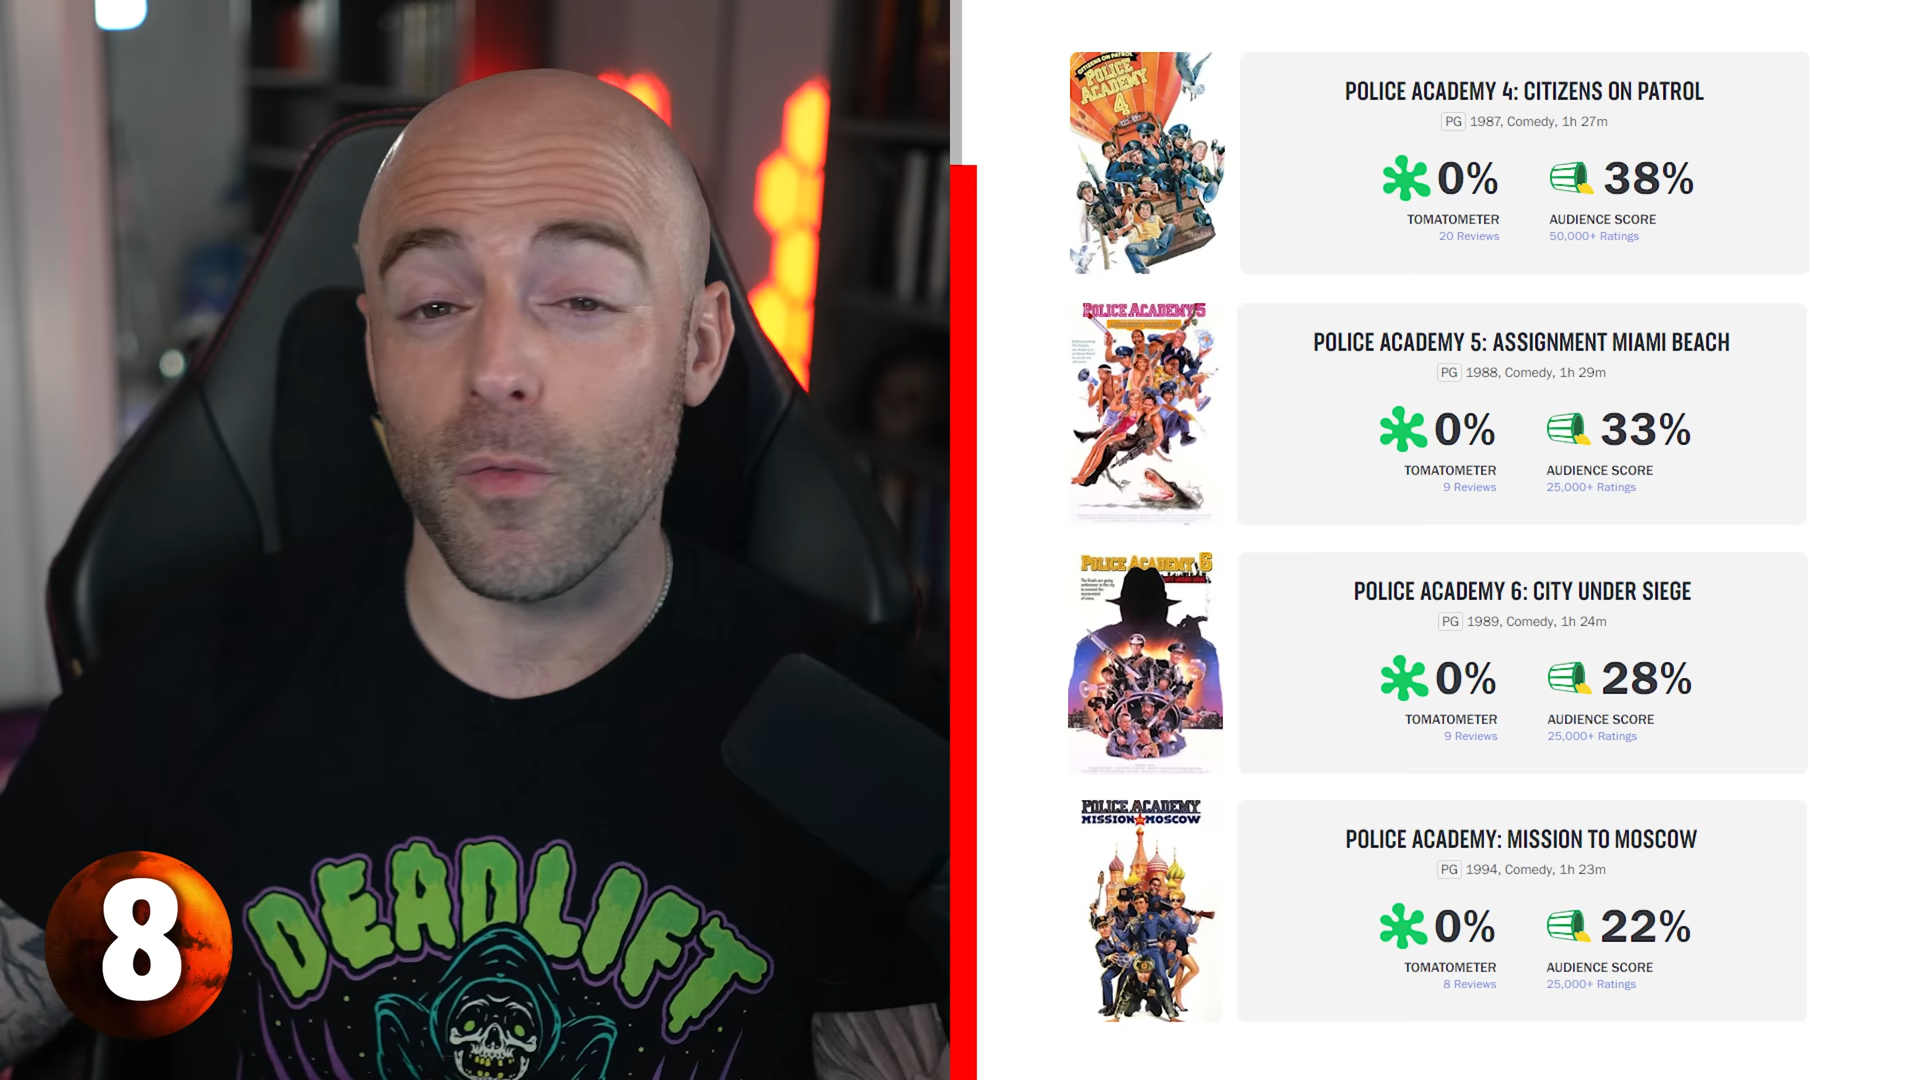 8
DEADLIFT
CITIZENS ON PATROL
POLICE
ACADEMY
4
POLICE ACADEMY 4: CITIZENS ON PATROL
PG 1987, Comedy, 1h 27m
0% 38%
TOMATOMETER AUDIENCE SCORE
20 Reviews 50,000+ Ratings
POLICE ACADEMY 5
POLICE ACADEMY 5: ASSIGNMENT MIAMI BEACH
PG 1988, Comedy, 1h 29m
0% 33%
TOMATOMETER AUDIENCE SCORE
9 Reviews 25,000+ Ratings
POLICE ACADEMY 6
POLICE ACADEMY 6: CITY UNDER SIEGE
PG 1989, Comedy, 1h 24m
0% 28%
TOMATOMETER AUDIENCE SCORE
9 Reviews 25,000+ Ratings
POLICE ACADEMY
MISSION TO MOSCOW
POLICE ACADEMY: MISSION TO MOSCOW
PG 1994, Comedy, 1h 23m
0% 22%
TOMATOMETER AUDIENCE SCORE
8 Reviews 25,000+ Ratings